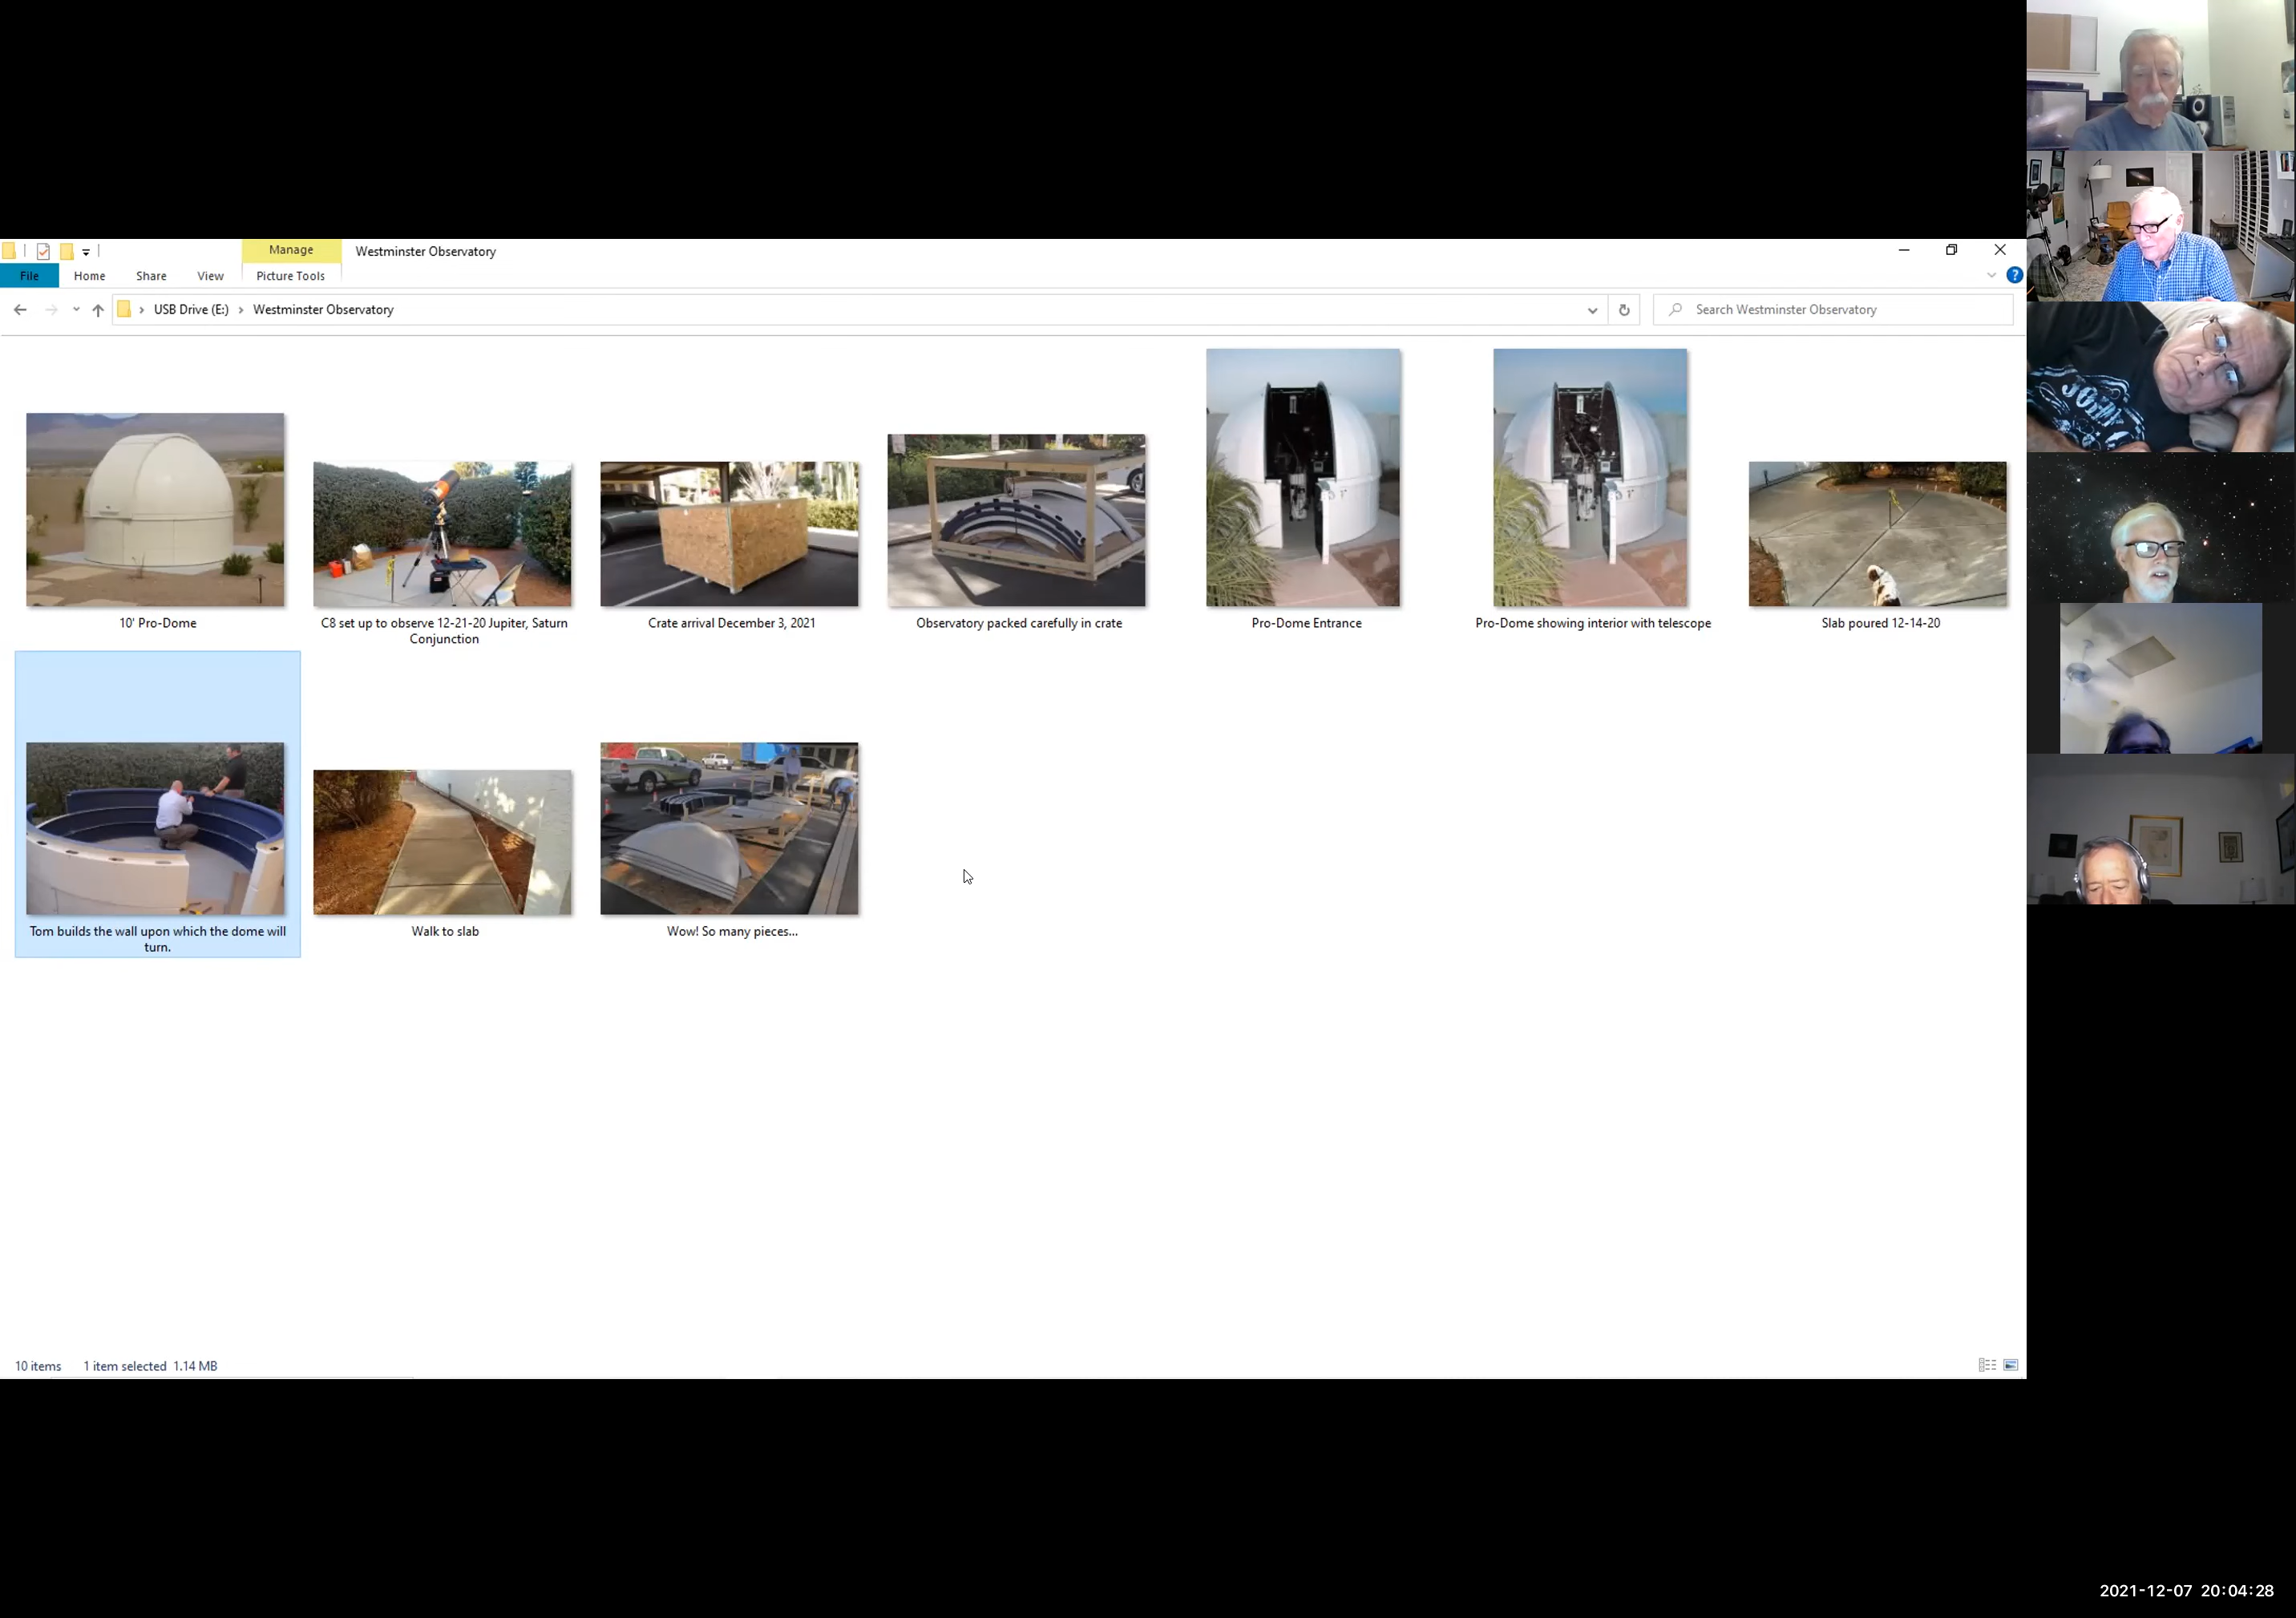 Manage
Westminster Observatory
File
Home
Share
View
Picture Tools
USB Drive (E:)
Westminster Observatory
Search Westminster Observatory
10' Pro-Dome
C8 set up to observe 12-21-20 Jupiter, Saturn
Conjunction
Crate arrival December 3, 2021
Observatory packed carefully in crate
Pro-Dome Entrance
Pro-Dome showing interior with telescope
Slab poured 12-14-20
Tom builds the wall upon which the dome will
turn.
Walk to slab
Wow! So many pieces...
10 items
1 item selected 1.14 MB
2021-12-07 20:04:28